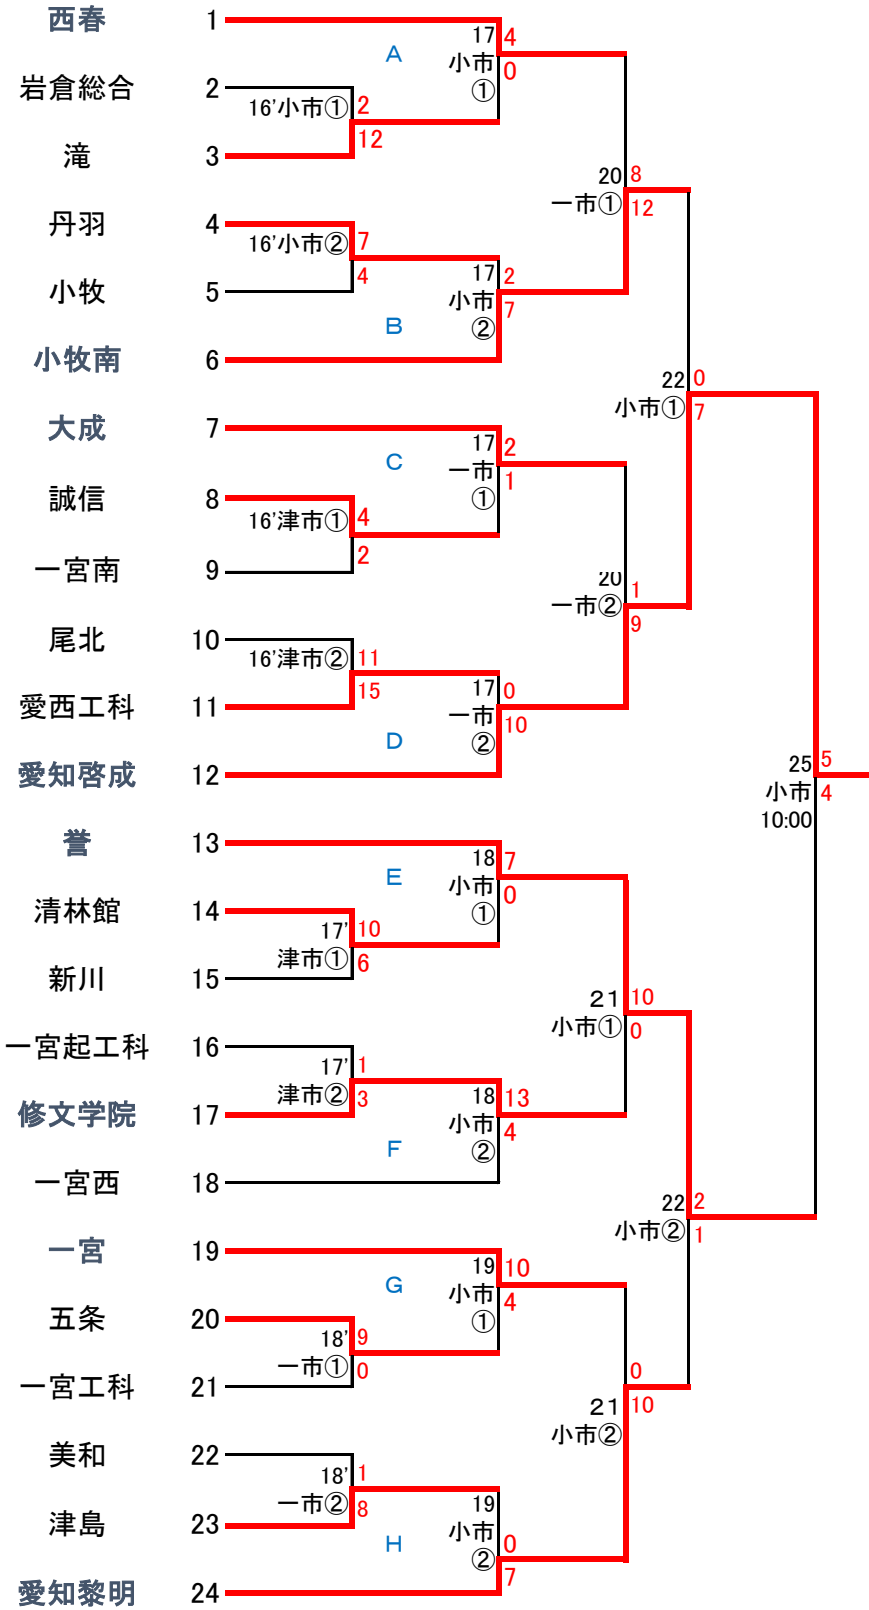 西春 1
A
17 4
小市 0
①
岩倉総合 2
16'小市① 2
12
滝 3
20 8
一市① 12
丹羽 4
16'小市② 7
4
小牧 5
17 2
小市 7
②
B
小牧南 6
22 0
小市① 7
大成 7
C
17 2
一市 1
①
誠信 8
16'津市① 4
2
一宮南 9
20 1
一市② 9
尾北 10
16'津市② 11
15
愛西工科 11
17 0
一市 10
②
D
愛知啓成 12
25 5
小市 4
10:00
誉 13
E
18 7
小市 0
①
清林館 14
17' 10
津市① 6
新川 15
21 10
小市① 0
一宮起工科 16
17' 1
津市② 3
修文学院 17
18 13
小市 4
②
F
一宮西 18
22 2
小市② 1
一宮 19
G
19 10
小市 4
①
五条 20
18' 9
一市① 0
一宮工科 21
21 0
小市② 10
美和 22
18' 1
一市② 8
津島 23
19 0
小市 7
②
H
愛知黎明 24